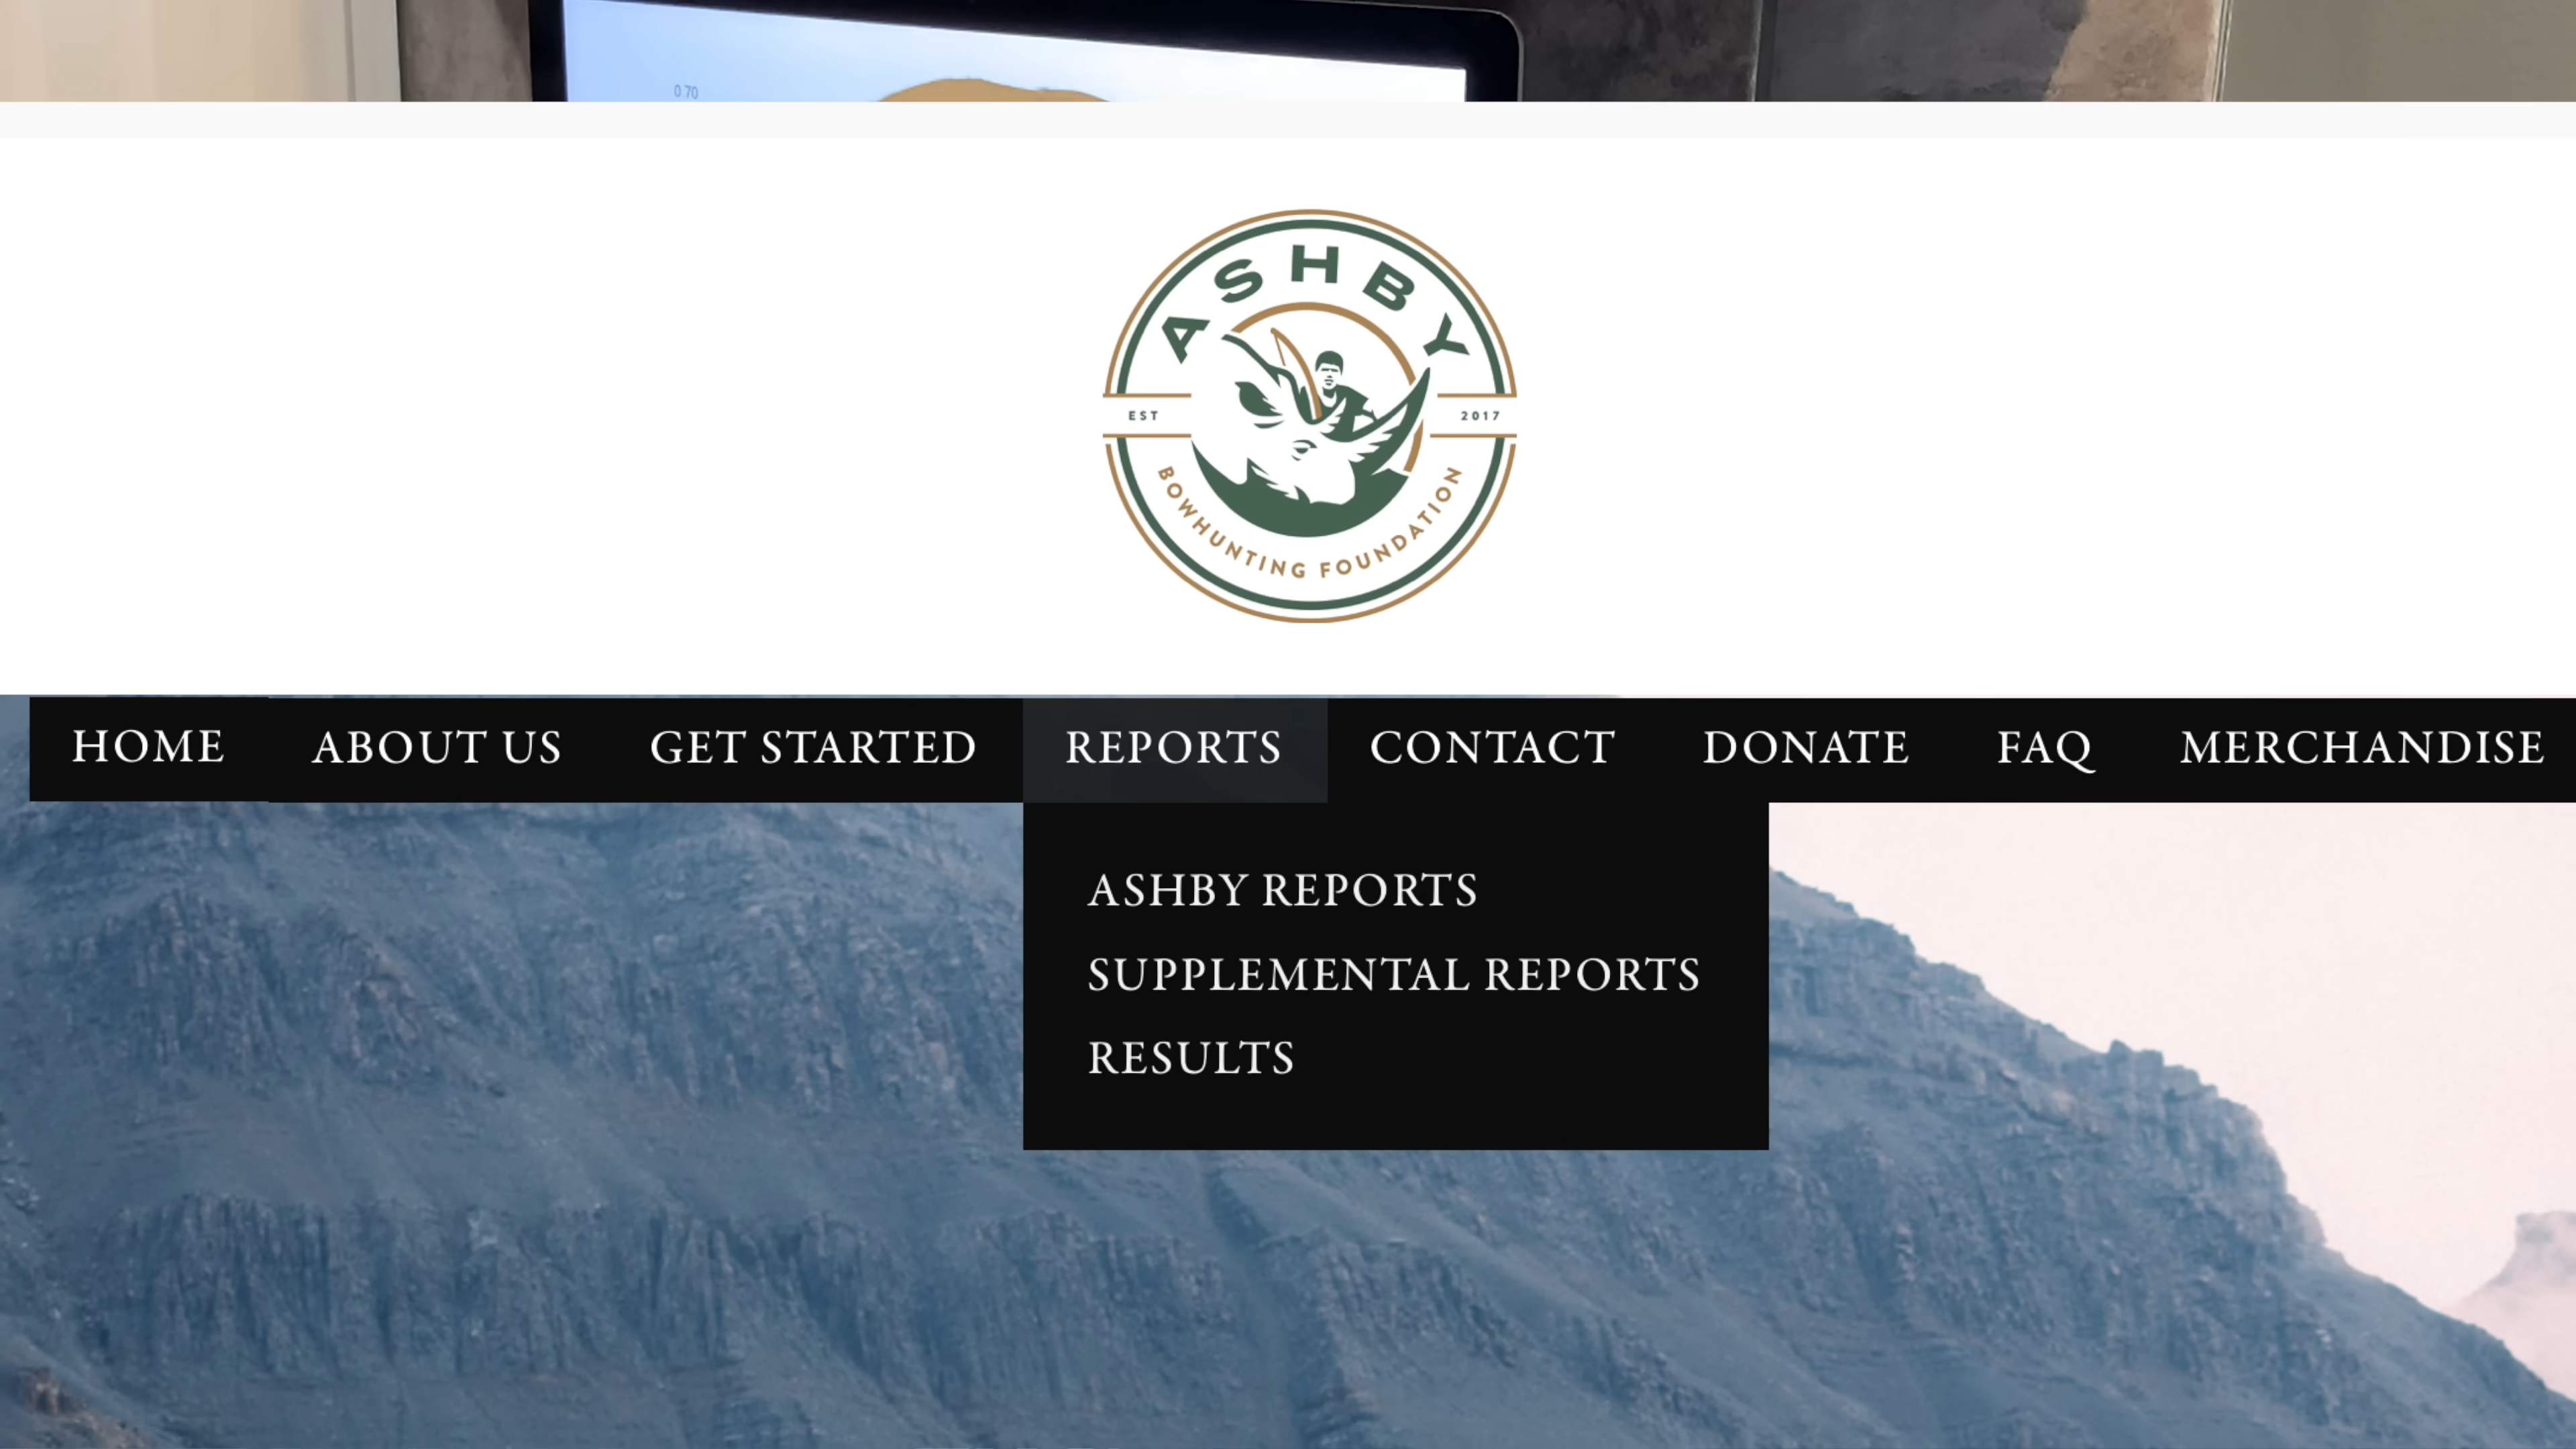 0.70
ASHBY
EST
2017
BOWHUNTING FOUNDATION
HOME ABOUT US GET STARTED REPORTS CONTACT DONATE FAQ MERCHANDISE
ASHBY REPORTS
SUPPLEMENTAL REPORTS
RESULTS